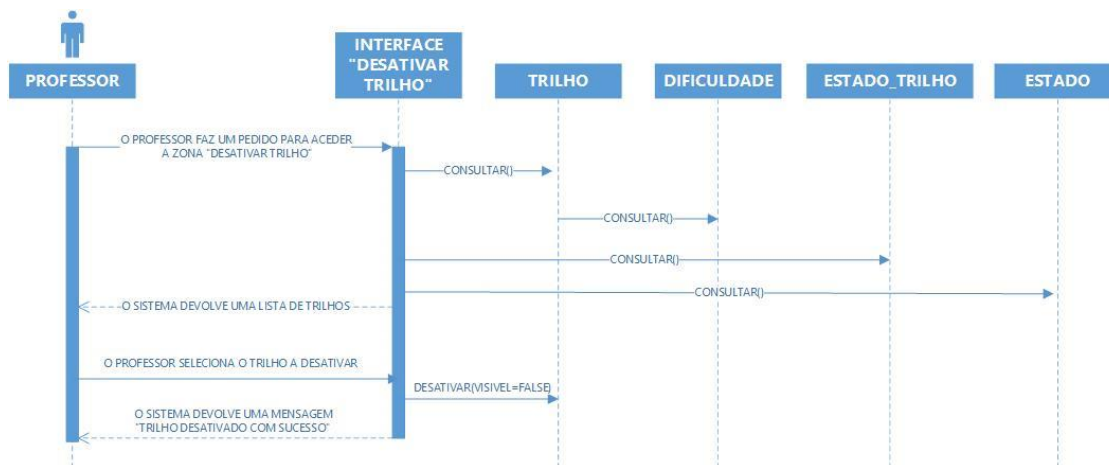 PROFESSOR
INTERFACE
"DESATIVAR
TRILHO"
TRILHO
DIFICULDADE
ESTADO_TRILHO
ESTADO
O PROFESSOR FAZ UM PEDIDO PARA ACEDER
A ZONA "DESATIVAR TRILHO"
CONSULTAR()
CONSULTAR()
CONSULTAR()
CONSULTAR()
O SISTEMA DEVOLVE UMA LISTA DE TRILHOS
O PROFESSOR SELECIONA O TRILHO A DESATIVAR
DESATIVAR(VISIVEL=FALSE)
O SISTEMA DEVOLVE UMA MENSAGEM
"TRILHO DESATIVADO COM SUCESSO"